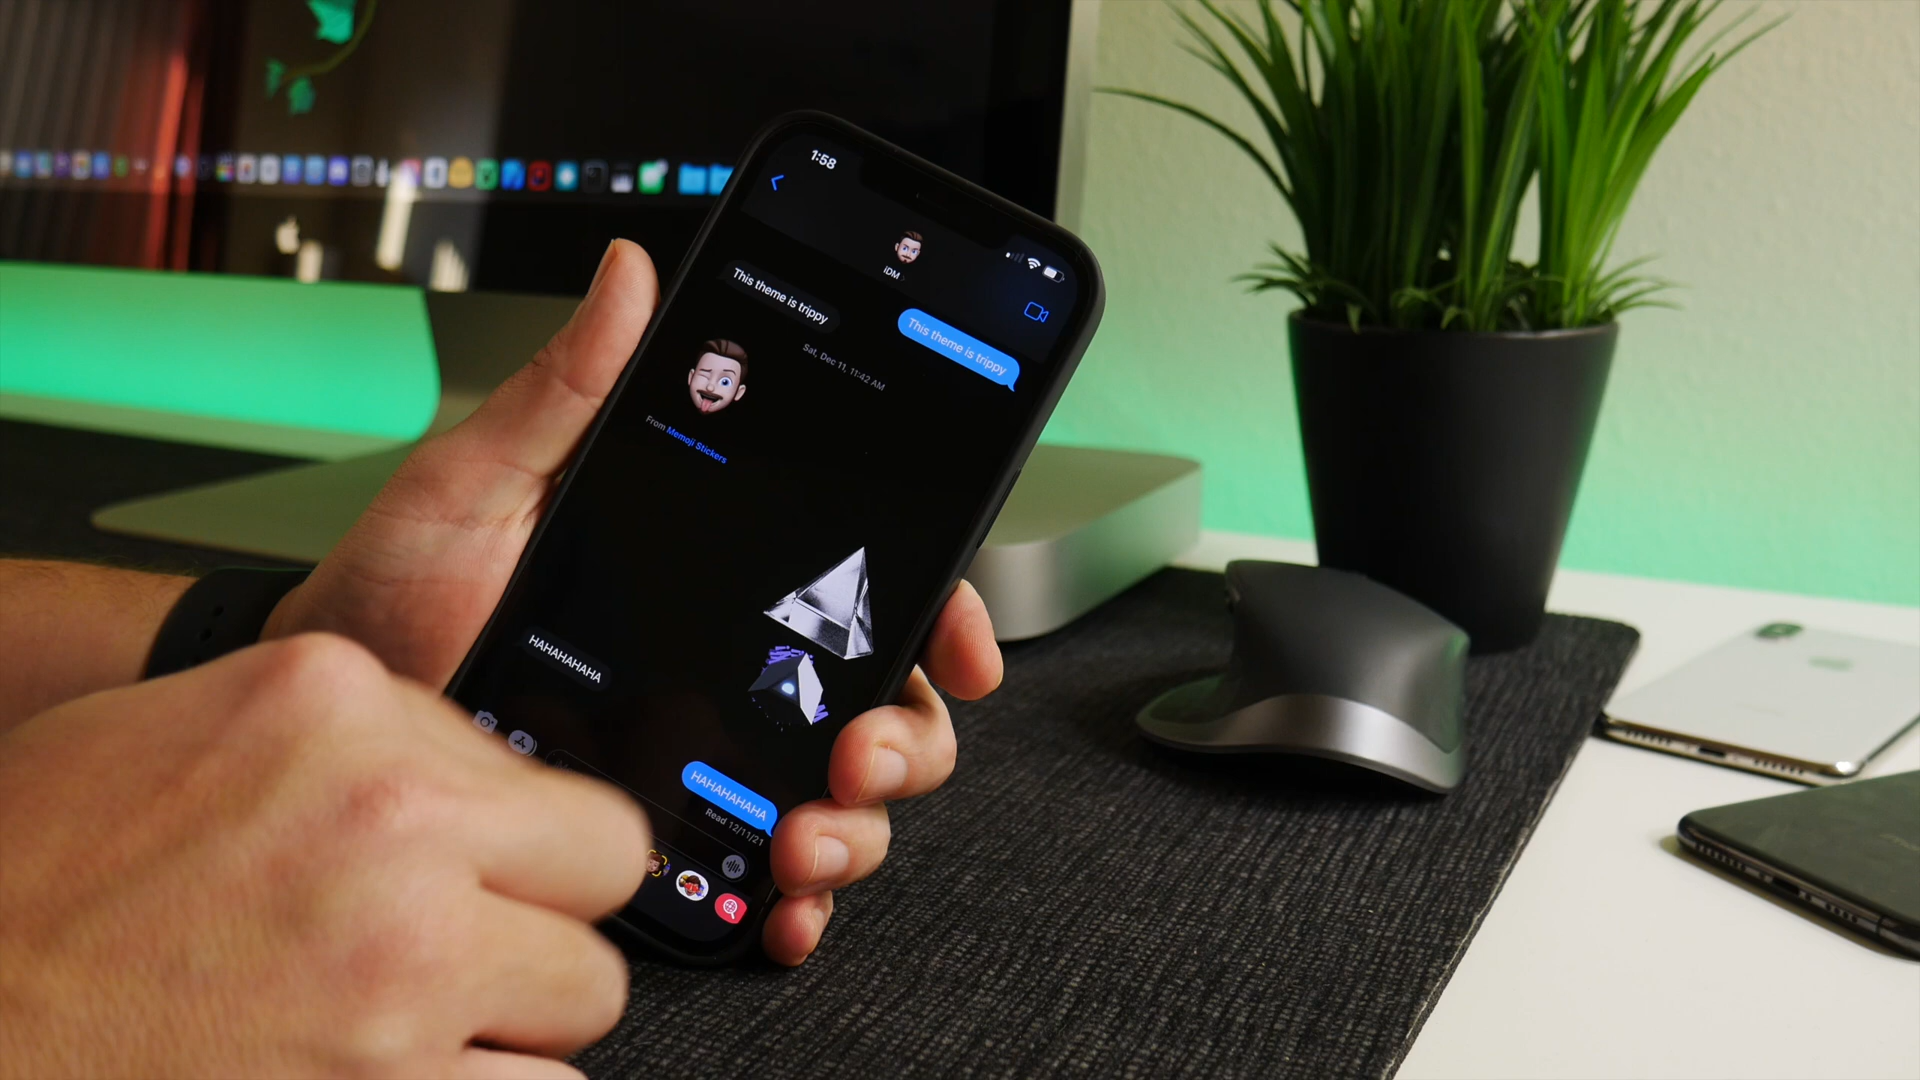 1:58
iDM
This theme is trippy
This theme is trippy
Sat, Dec 11, 11:42 AM
From Memoji Stickers
HAHAHAHAHA
HAHAHAHAHA
Read 12/11/21